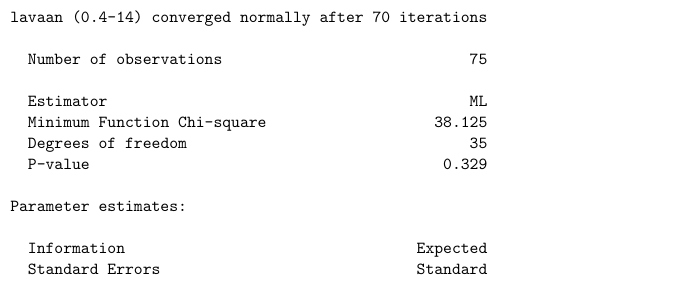 lavaan (0.4-14) converged normally after 70 iterations
Number of observations 75
Estimator ML
Minimum Function Chi-square 38.125
Degrees of freedom 35
P-value 0.329
Parameter estimates:
Information Expected
Standard Errors Standard